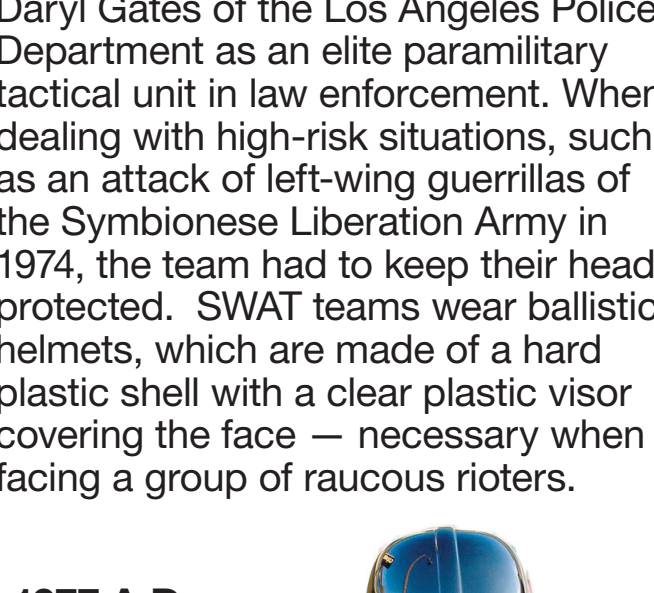 Daryl Gates of the Los Angeles Police
Department as an elite paramilitary
tactical unit in law enforcement. When
dealing with high-risk situations, such
as an attack of left-wing guerrillas of
the Symbionese Liberation Army in
1974, the team had to keep their head
protected.  SWAT teams wear ballistic
helmets, which are made of a hard
plastic shell with a clear plastic visor
covering the face — necessary when
facing a group of raucous rioters.